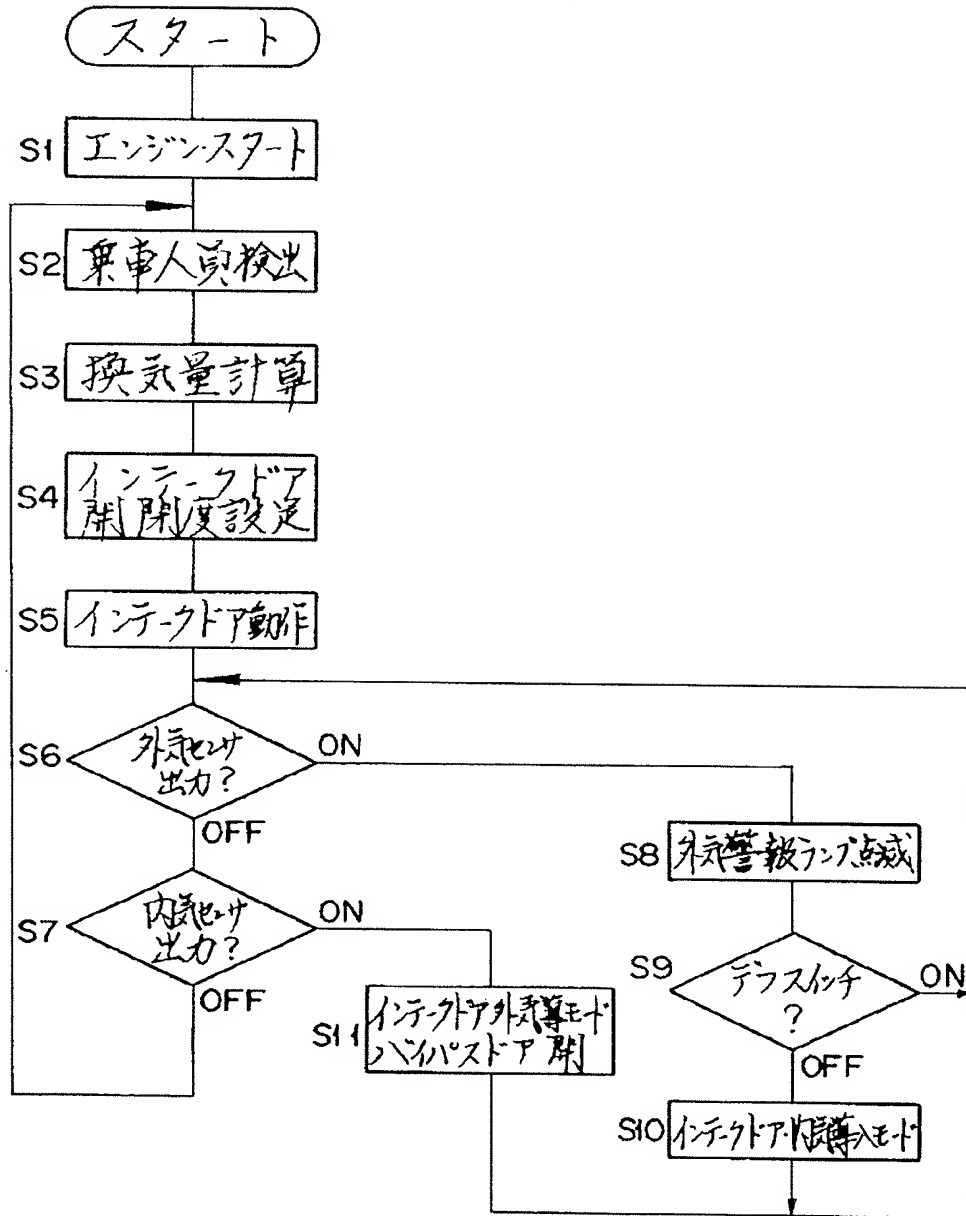 スタート
S1 エンジン・スタート
S2 乗車人員検出
S3 換気量計算
S4 インテークドア
開閉度設定
S5 インテークドア動作
S6 外気センサ
出力?
ON
OFF
S7 内気センサ
出力?
ON
OFF
S8 外気警報ランプ点滅
S9 デフスイッチ
?
ON
OFF
S10 インテークドア・内気導入モード
S11 インテークドア外気導モード
バイパスドア 開